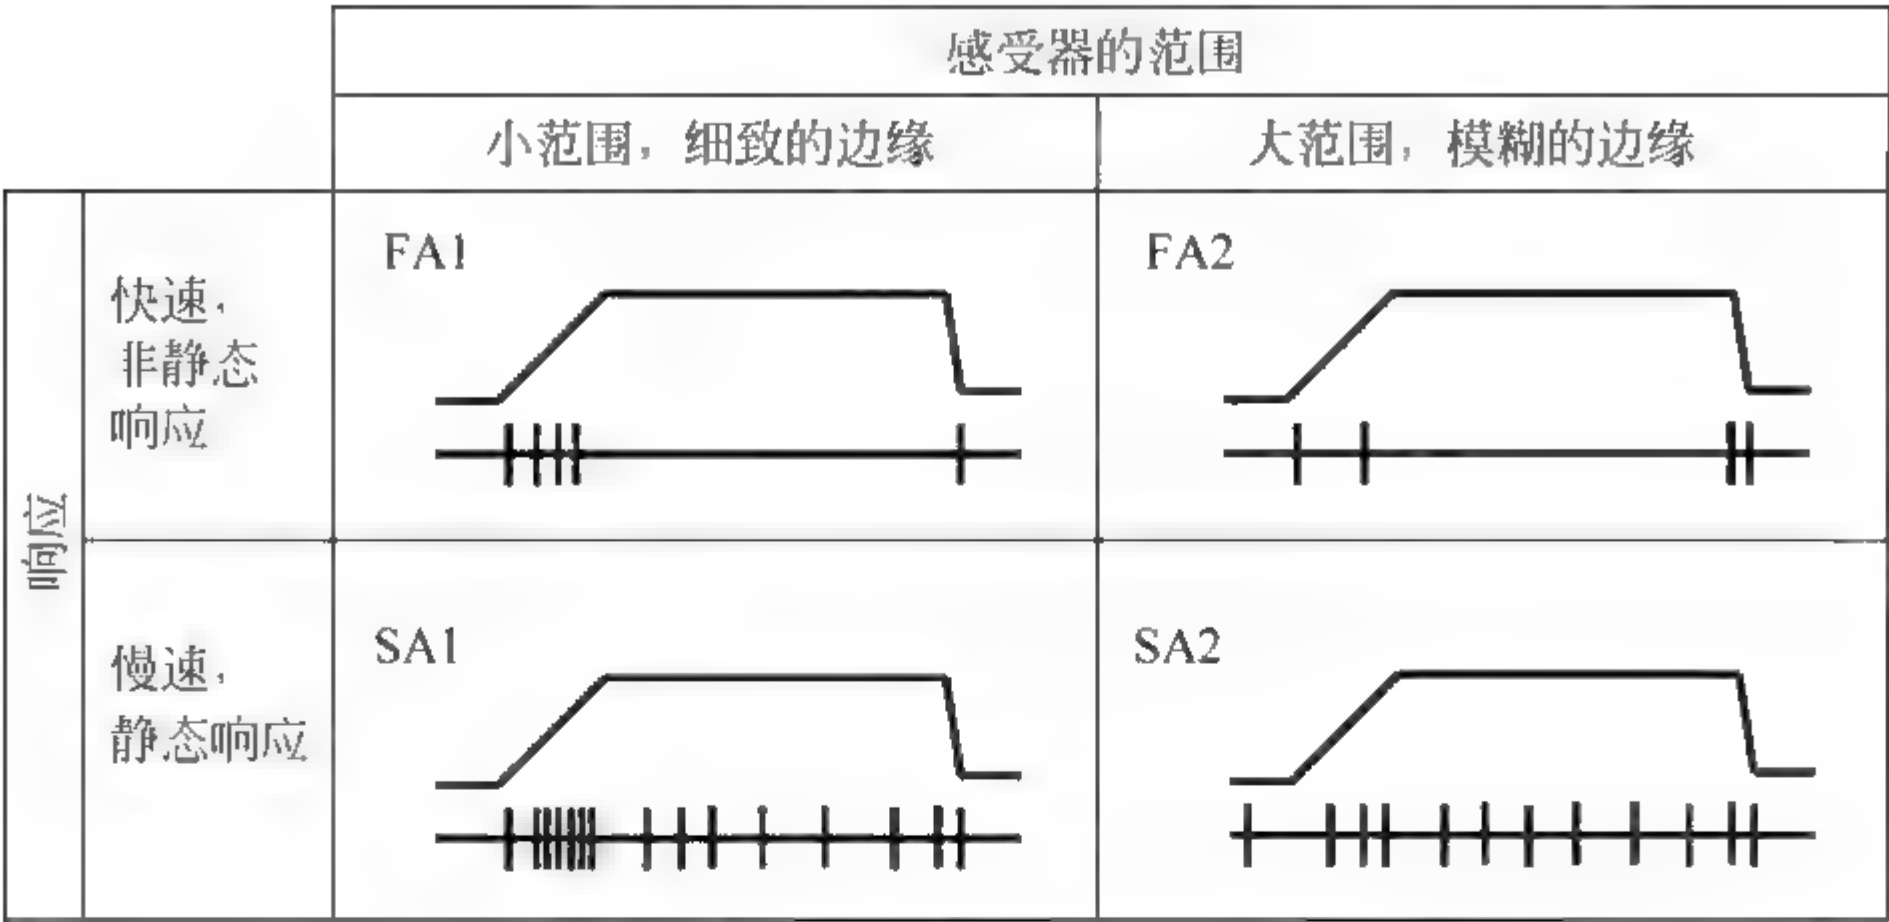 感受器的范围
小范围，细致的边缘
大范围，模糊的边缘
响应
快速，
非静态
响应
FA1
FA2
慢速，
静态响应
SA1
SA2